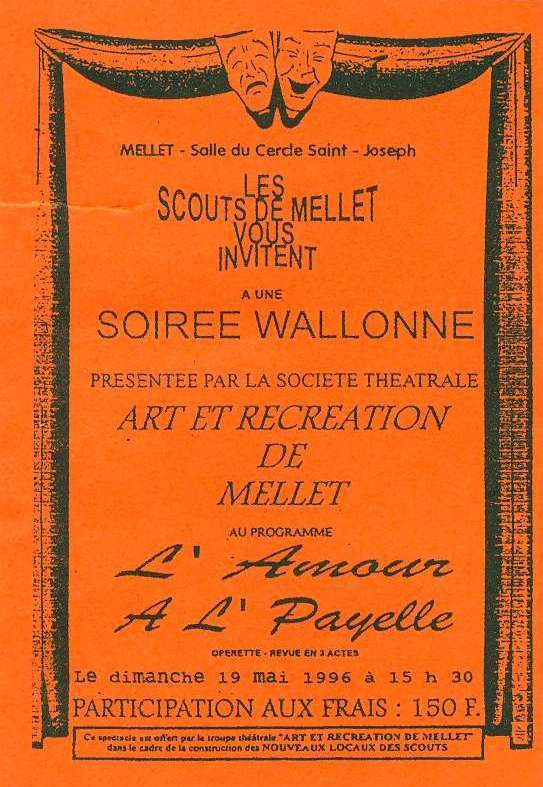 MELLET - Salle du Cercle Saint - Joseph
LES
SCOUTS DE MELLET
VOUS
INVITENT
A UNE
SOIREE WALLONNE
PRESENTEE PAR LA SOCIETE THEATRALE
ART ET RECREATION
DE
MELLET
AU PROGRAMME
L' Amour
A L' Payelle
OPERETTE - REVUE EN 3 ACTES
Le dimanche 19 mai 1996 à 15 h 30
PARTICIPATION AUX FRAIS : 150 F.
Ce spectacle est offert par la troupe théâtrale "ART ET RECREATION DE MELLET"
dans le cadre de la construction des NOUVEAUX LOCAUX DES SCOUTS